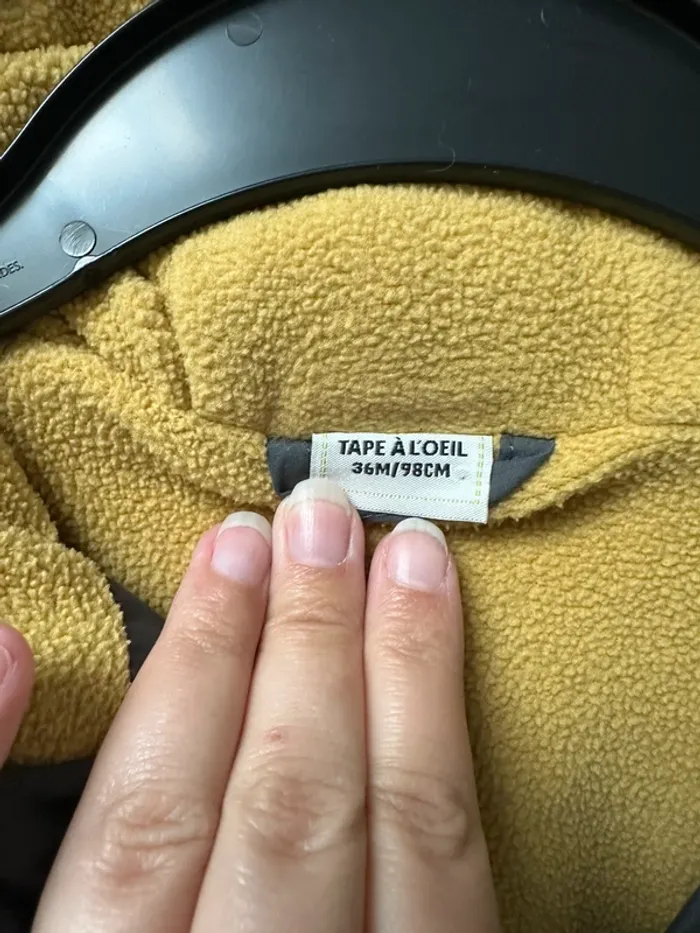 TAPE À L'OEIL
36M/98CM